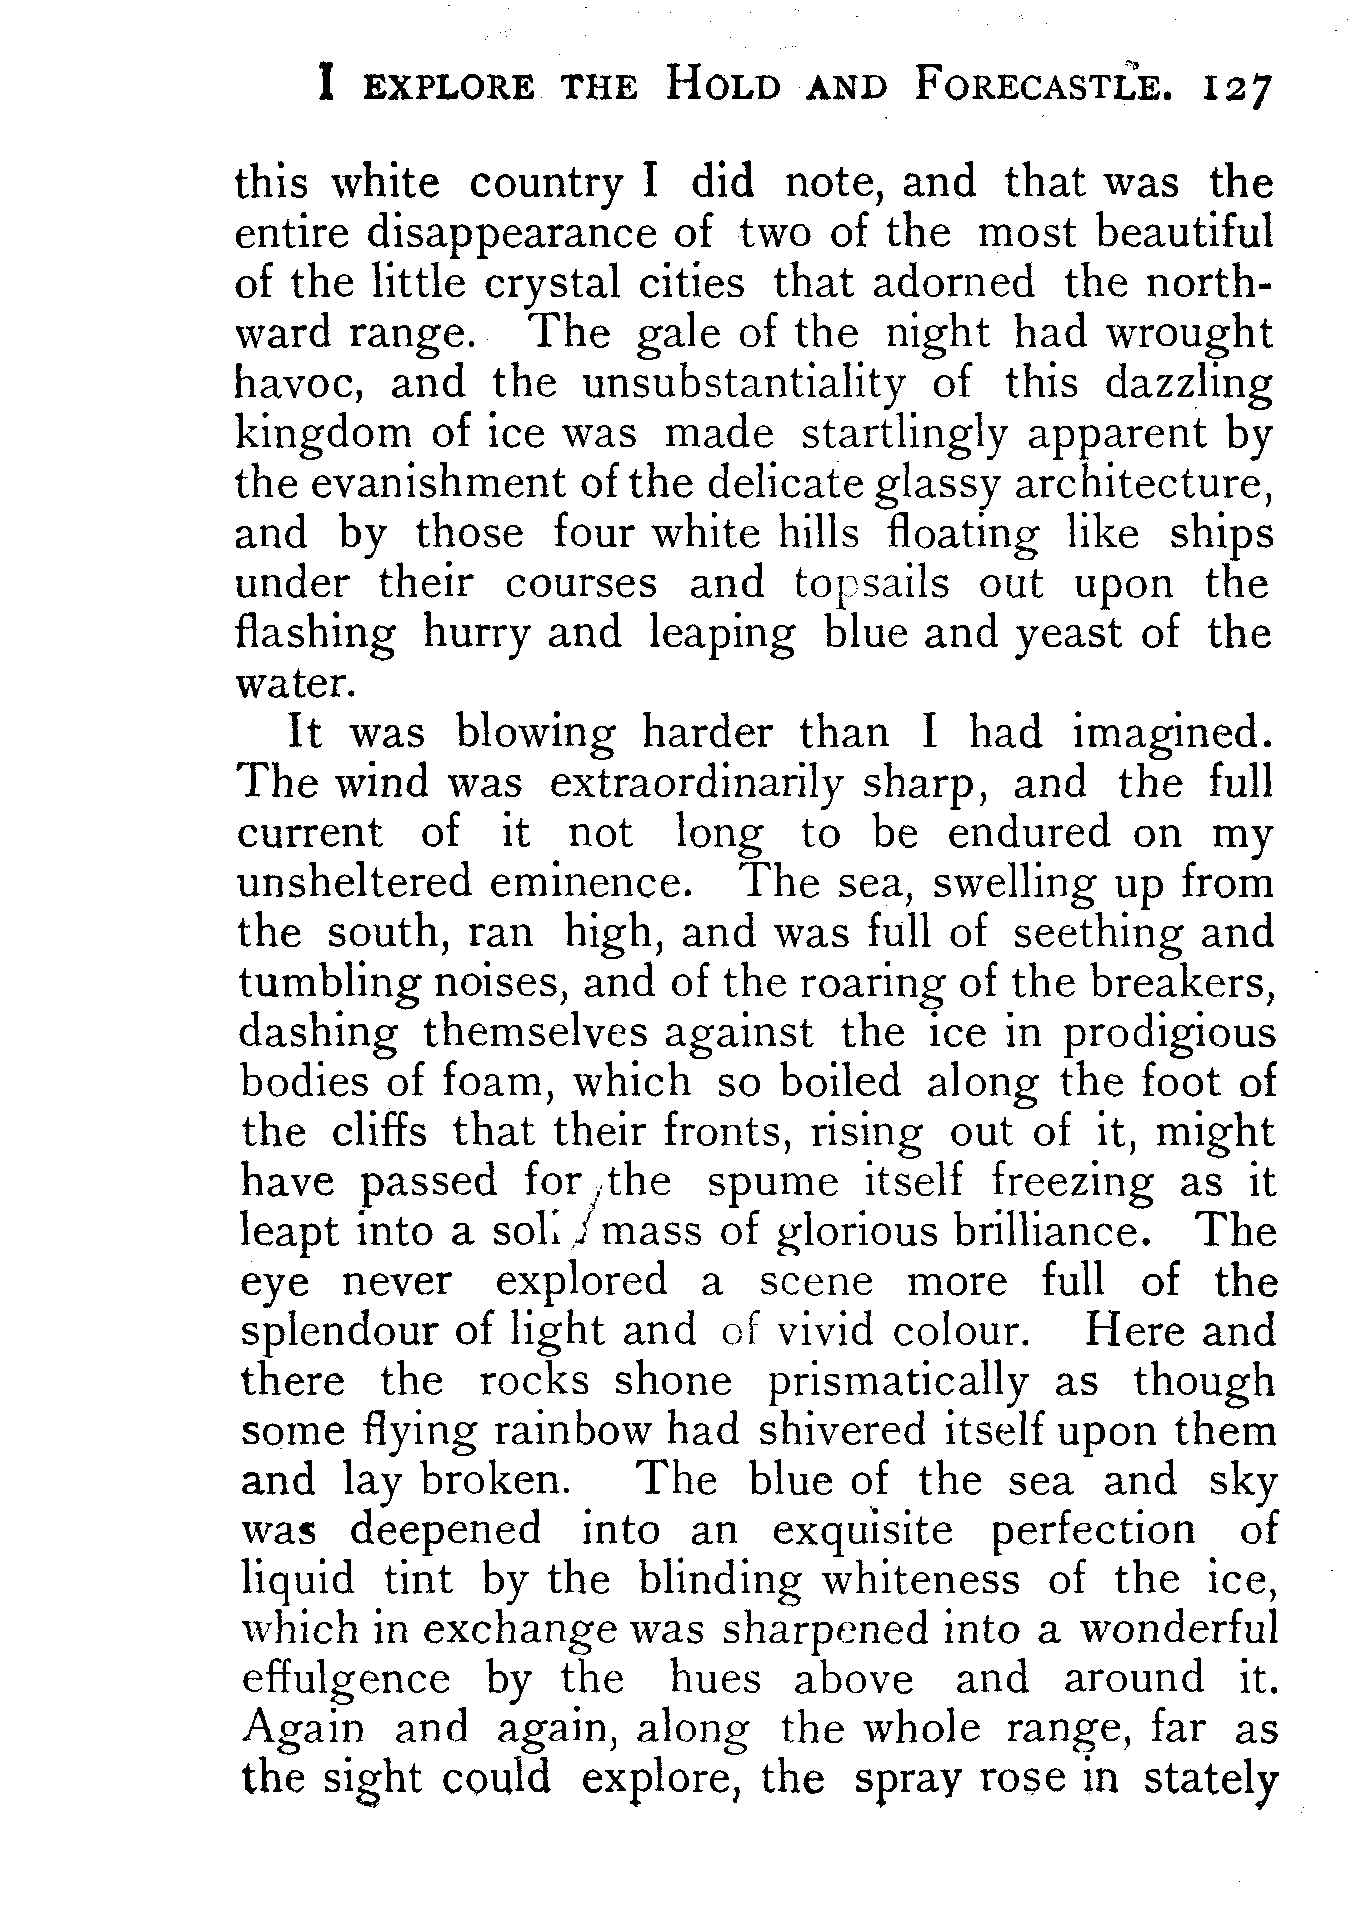 I EXPLORE THE HOLD AND FORECASTLE. 127
this white country I did note, and that was the
entire disappearance of two of the most beautiful
of the little crystal cities that adorned the north-
ward range. The gale of the night had wrought
havoc, and the unsubstantiality of this dazzling
kingdom of ice was made startlingly apparent by
the evanishment of the delicate glassy architecture,
and by those four white hills floating like ships
under their courses and topsails out upon the
flashing hurry and leaping blue and yeast of the
water.
It was blowing harder than I had imagined.
The wind was extraordinarily sharp, and the full
current of it not long to be endured on my
unsheltered eminence. The sea, swelling up from
the south, ran high, and was full of seething and
tumbling noises, and of the roaring of the breakers,
dashing themselves against the ice in prodigious
bodies of foam, which so boiled along the foot of
the cliffs that their fronts, rising out of it, might
have passed for the spume itself freezing as it
leapt into a mass of glorious brilliance. The
eye never explored a scene more full of the
splendour of light and of vivid colour. Here and
there the rocks shone prismatically as though
some flying rainbow had shivered itself upon them
and lay broken. The blue of the sea and sky
was deepened into an exquisite perfection of
liquid tint by the blinding whiteness of the ice,
which in exchange was sharpened into a wonderful
effulgence by the hues above and around it.
Again and again, along the whole range, far as
the sight could explore, the spray rose in stately